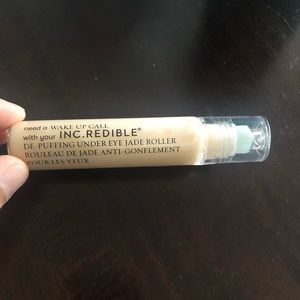 need a WAKE UP CALL
with your INC.REDIBLE®
DE-PUFFING UNDER EYE JADE ROLLER
ROULEAU DE JADE ANTI-GONFLEMENT
POUR LES YEUX